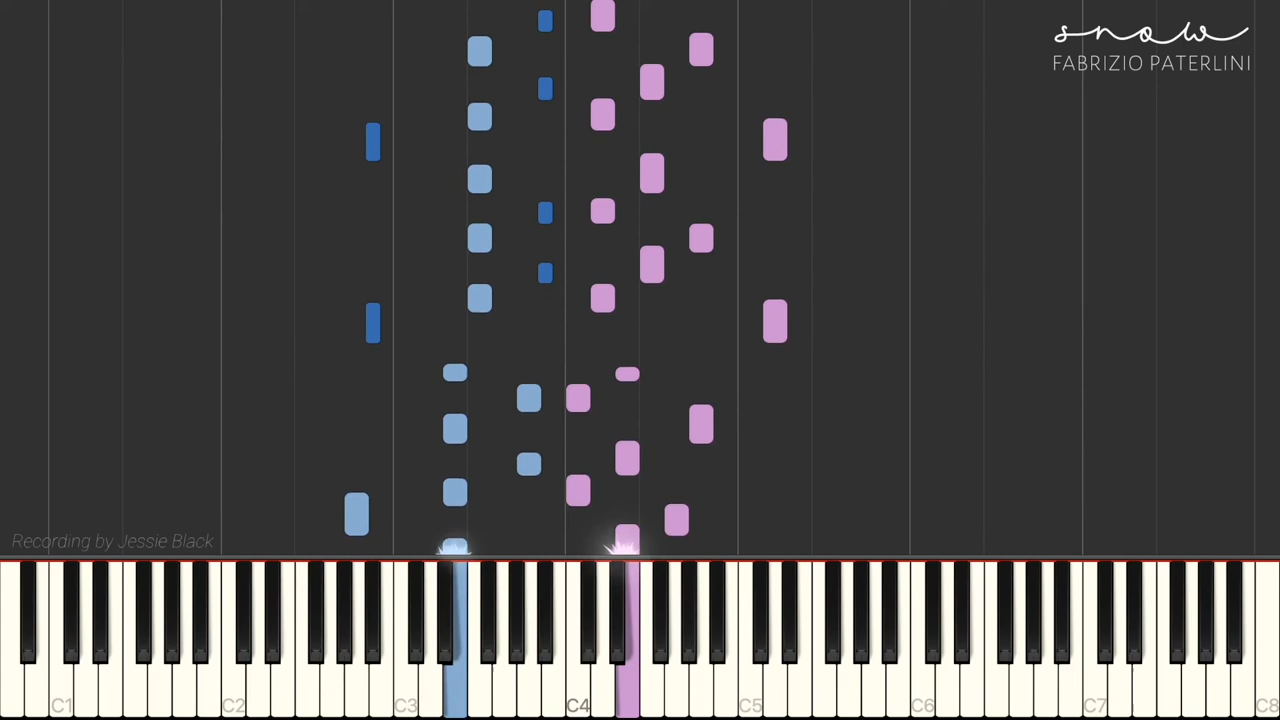 snow
FABRIZIO PATERLINI
Recording by Jessie Black
C1 C2 C3 C4 C5 C6 C7 C8